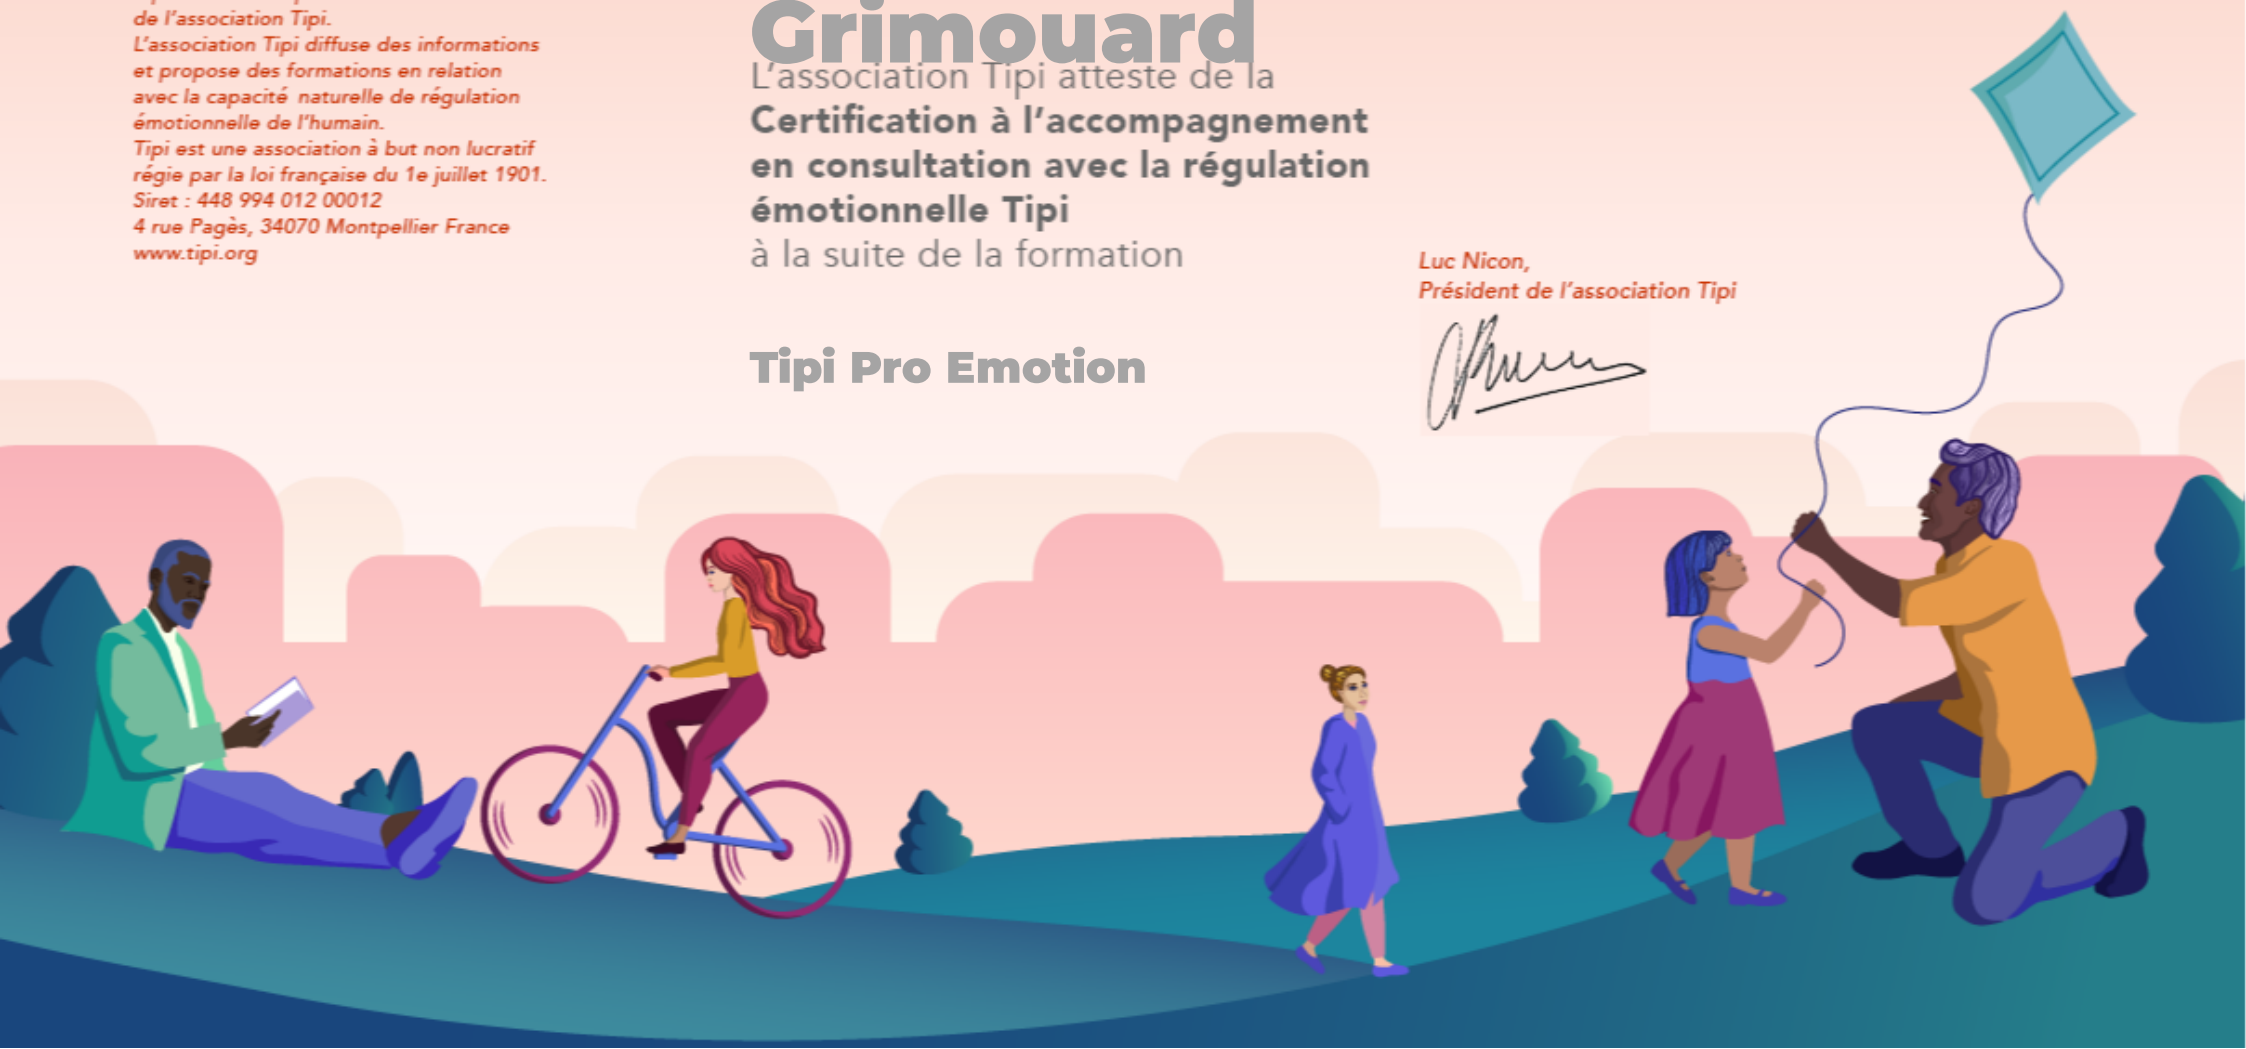 de l'association Tipi.
L'association Tipi diffuse des informations
et propose des formations en relation
avec la capacité naturelle de régulation
émotionnelle de l'humain.
Tipi est une association à but non lucratif
régie par la loi française du 1e juillet 1901.
Siret : 448 994 012 00012
4 rue Pagès, 34070 Montpellier France
www.tipi.org
Grimouard
L'association Tipi atteste de la
Certification à l'accompagnement
en consultation avec la régulation
émotionnelle Tipi
à la suite de la formation
Tipi Pro Emotion
Luc Nicon,
Président de l'association Tipi